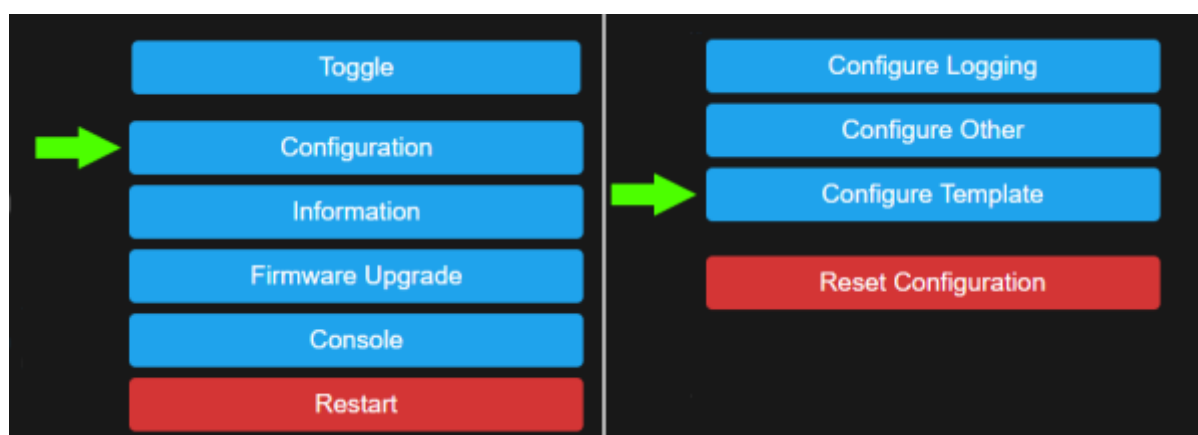 Toggle
Configuration
Information
Firmware Upgrade
Console
Restart
Configure Logging
Configure Other
Configure Template
Reset Configuration